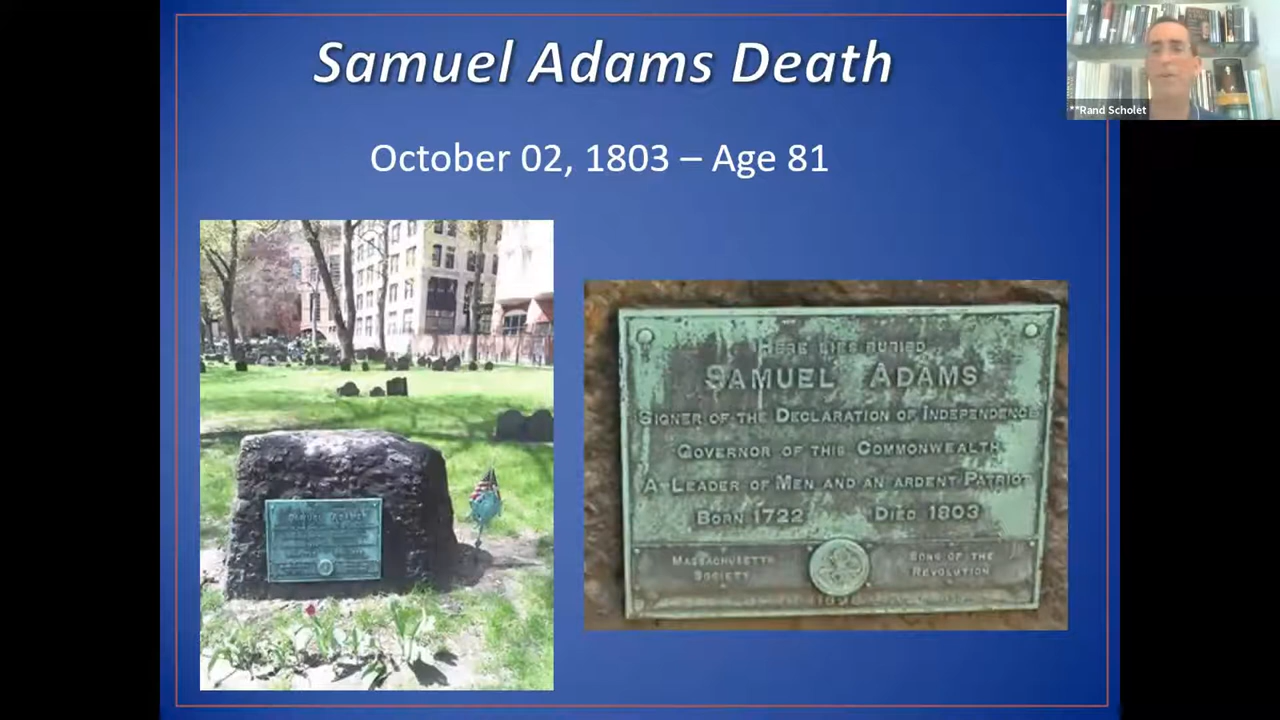 Samuel Adams Death
**Rand Scholet
October 02, 1803 – Age 81
HERE LIES BURIED
SAMUEL ADAMS
SIGNER OF THE DECLARATION OF INDEPENDENCE
GOVERNOR OF THIS COMMONWEALTH
A LEADER OF MEN AND AN ARDENT PATRIOT
BORN 1722 DIED 1803
MASSACHUSETTS SOCIETY
SONS OF THE REVOLUTION
SAMUEL ADAMS